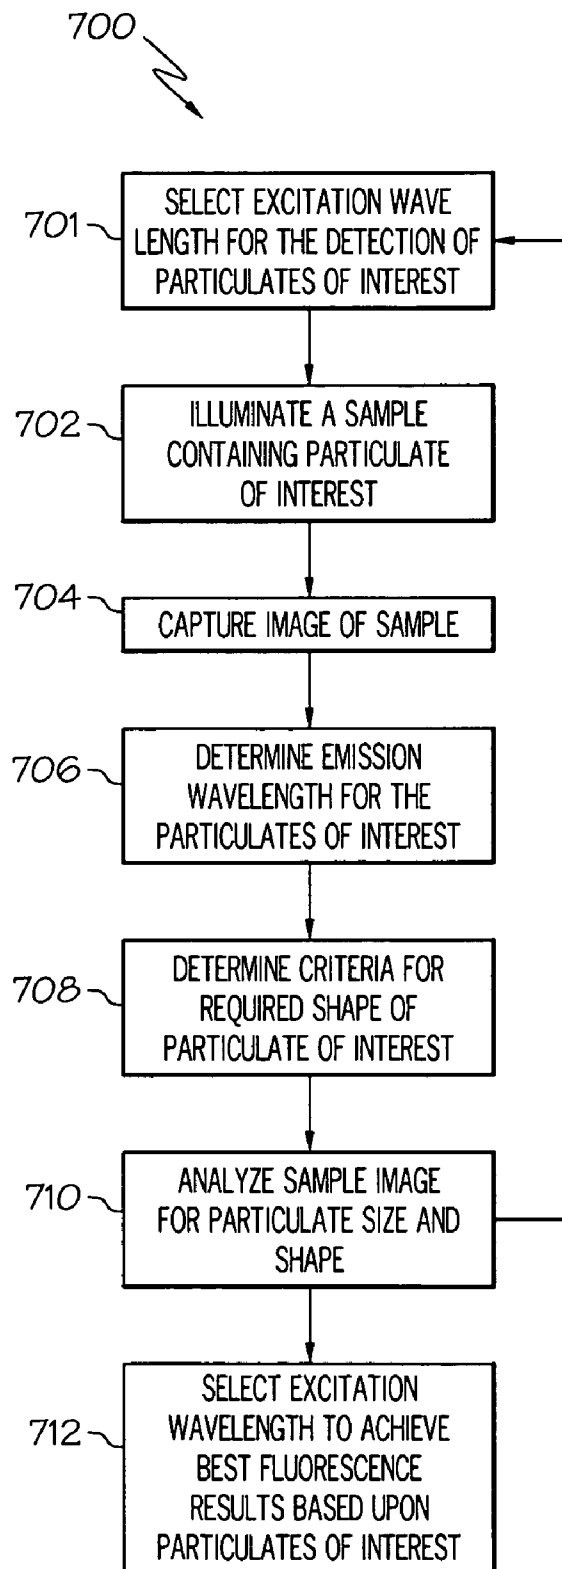 700
701
SELECT EXCITATION WAVE
LENGTH FOR THE DETECTION OF
PARTICULATES OF INTEREST
702
ILLUMINATE A SAMPLE
CONTAINING PARTICULATE
OF INTEREST
704
CAPTURE IMAGE OF SAMPLE
706
DETERMINE EMISSION
WAVELENGTH FOR THE
PARTICULATES OF INTEREST
708
DETERMINE CRITERIA FOR
REQUIRED SHAPE OF
PARTICULATE OF INTEREST
710
ANALYZE SAMPLE IMAGE
FOR PARTICULATE SIZE AND
SHAPE
712
SELECT EXCITATION
WAVELENGTH TO ACHIEVE
BEST FLUORESCENCE
RESULTS BASED UPON
PARTICULATES OF INTEREST